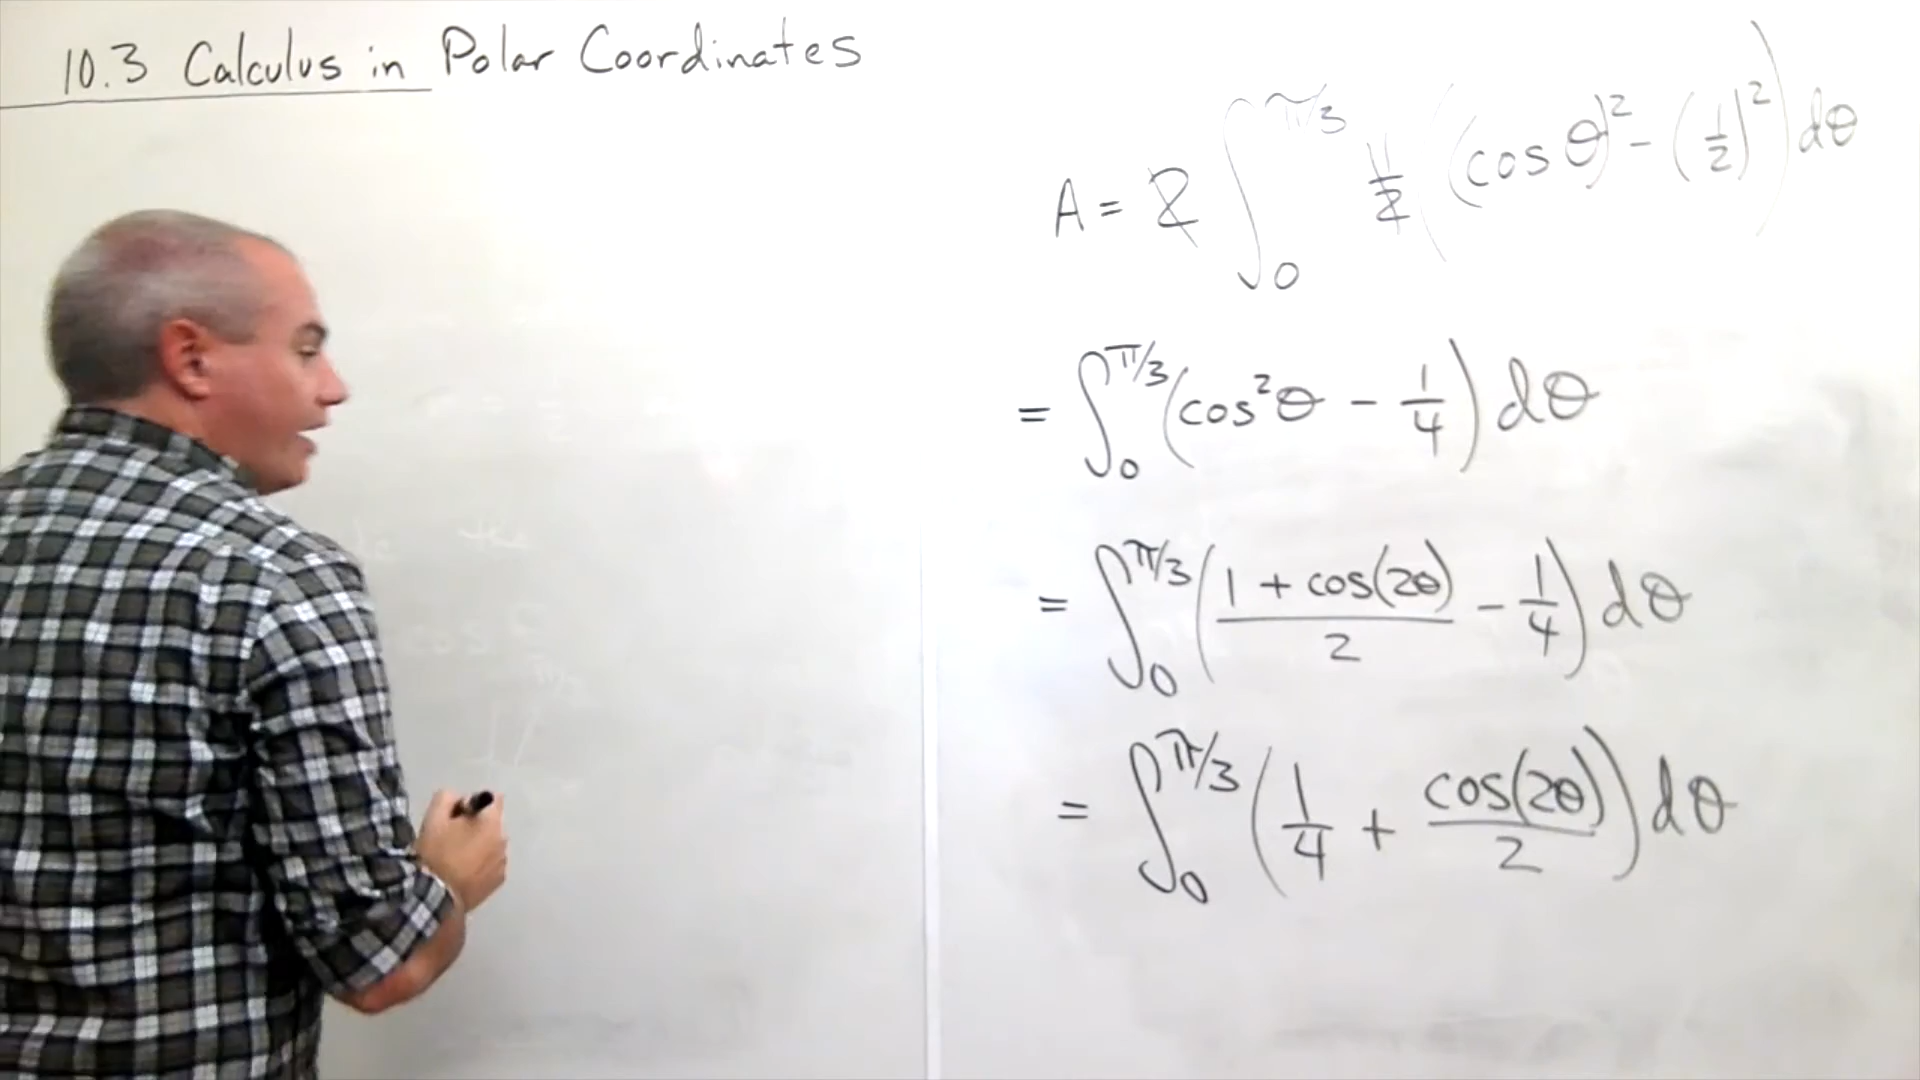 10.3 Calculus in Polar Coordinates
A = 2 ∫₀^{π/3} 1/2 ((cos θ)² - (1/2)²) dθ
= ∫₀^{π/3} (cos²θ - 1/4) dθ
= ∫₀^{π/3} ((1 + cos(2θ))/2 - 1/4) dθ
= ∫₀^{π/3} (1/4 + cos(2θ)/2) dθ